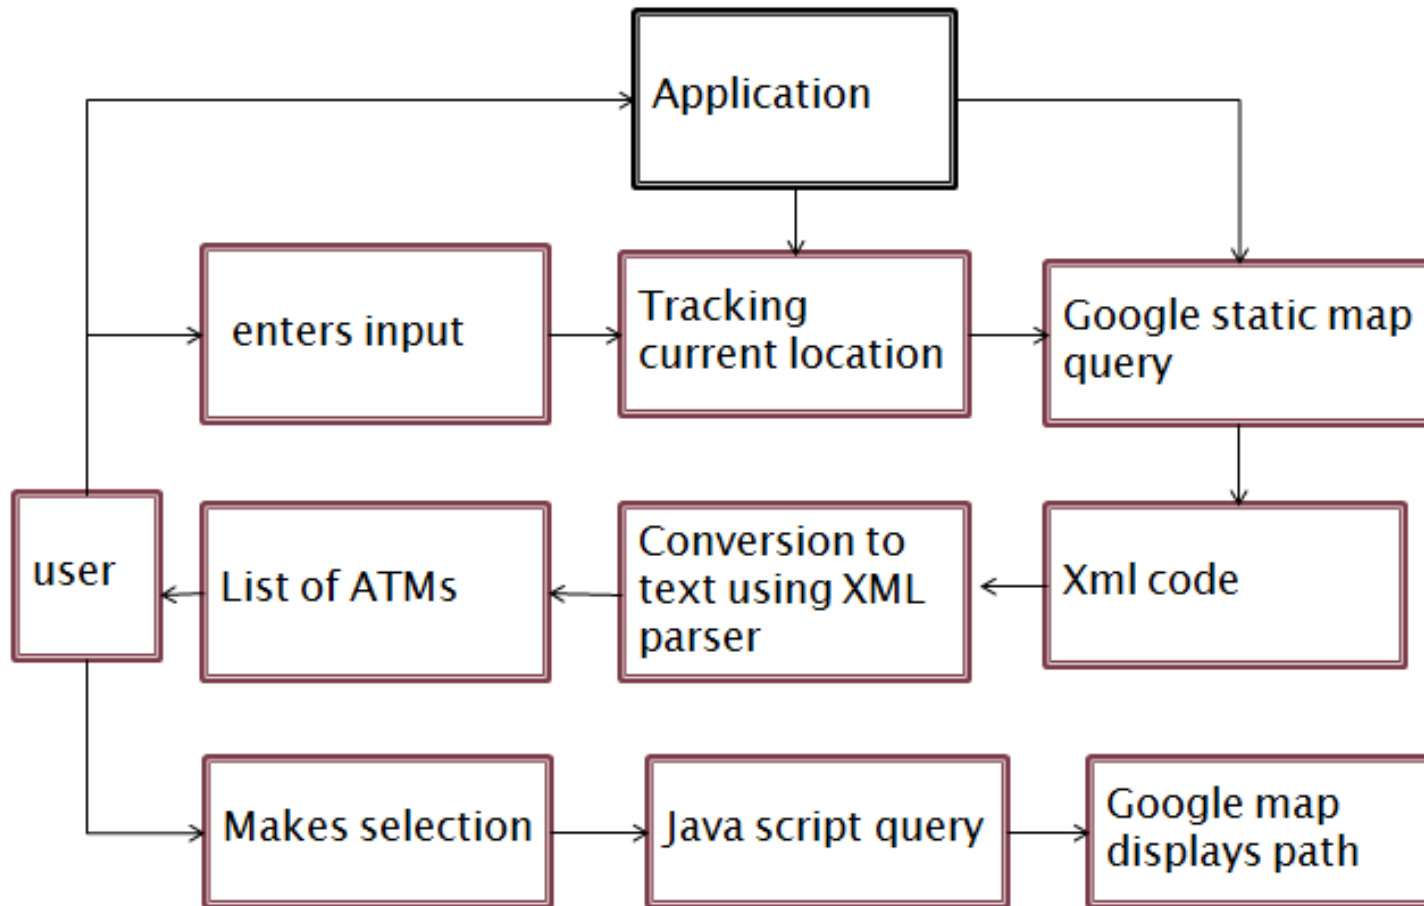 Application
enters input
Tracking
current location
Google static map
query
user
List of ATMs
Conversion to
text using XML
parser
Xml code
Makes selection
Java script query
Google map
displays path